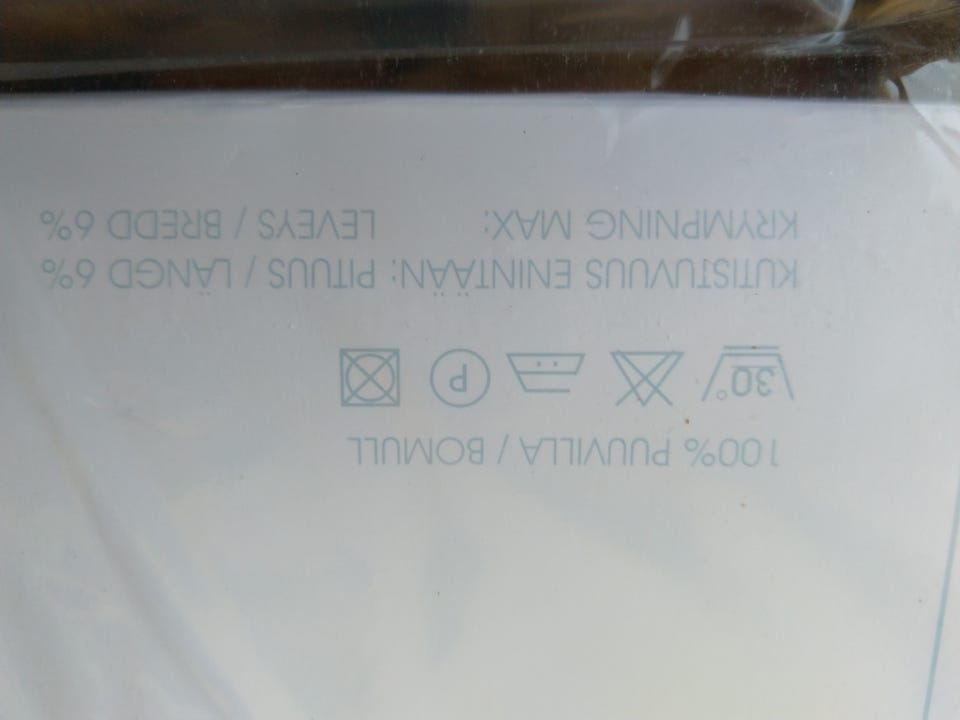 100% PUUVILLA / BOMULL
30°
P
KUTISTUVUUS ENINTÄÄN: PITUUS / LÄNGD 6%
KRYMPNING MAX: LEVEYS / BREDD 6%